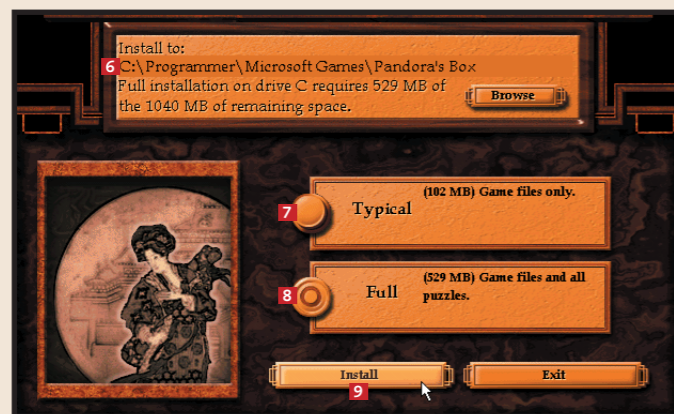 Install to:
6 C:\Programmer\Microsoft Games\Pandora's Box
Full installation on drive C requires 529 MB of
the 1040 MB of remaining space.
Browse
7 Typical (102 MB) Game files only.
8 Full (529 MB) Game files and all
puzzles.
Install
Exit
9